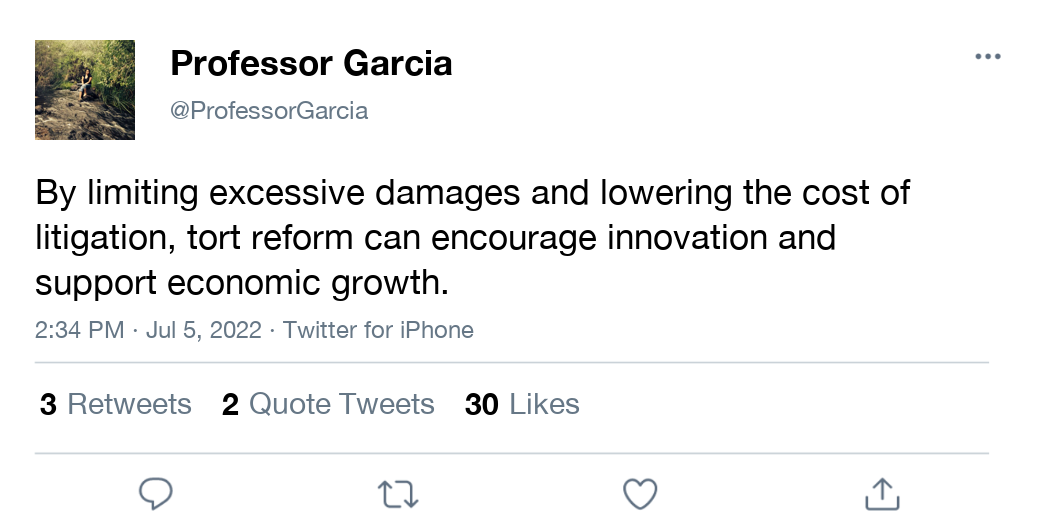 Professor Garcia
@ProfessorGarcia
By limiting excessive damages and lowering the cost of
litigation, tort reform can encourage innovation and
support economic growth.
2:34 PM · Jul 5, 2022 · Twitter for iPhone
3 Retweets 2 Quote Tweets 30 Likes